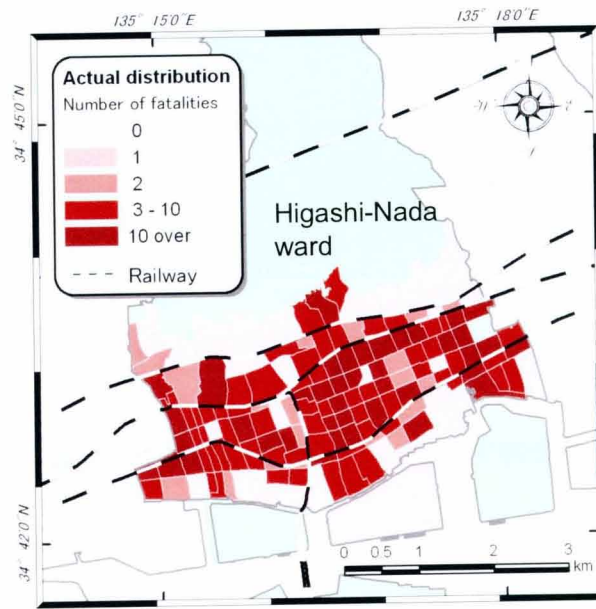 135° 15'0"E
135° 18'0"E
34° 45'0"N
34° 42'0"N
Actual distribution
Number of fatalities
0
1
2
3 - 10
10 over
Railway
Higashi-Nada
ward
0 0.5 1 2 3
km